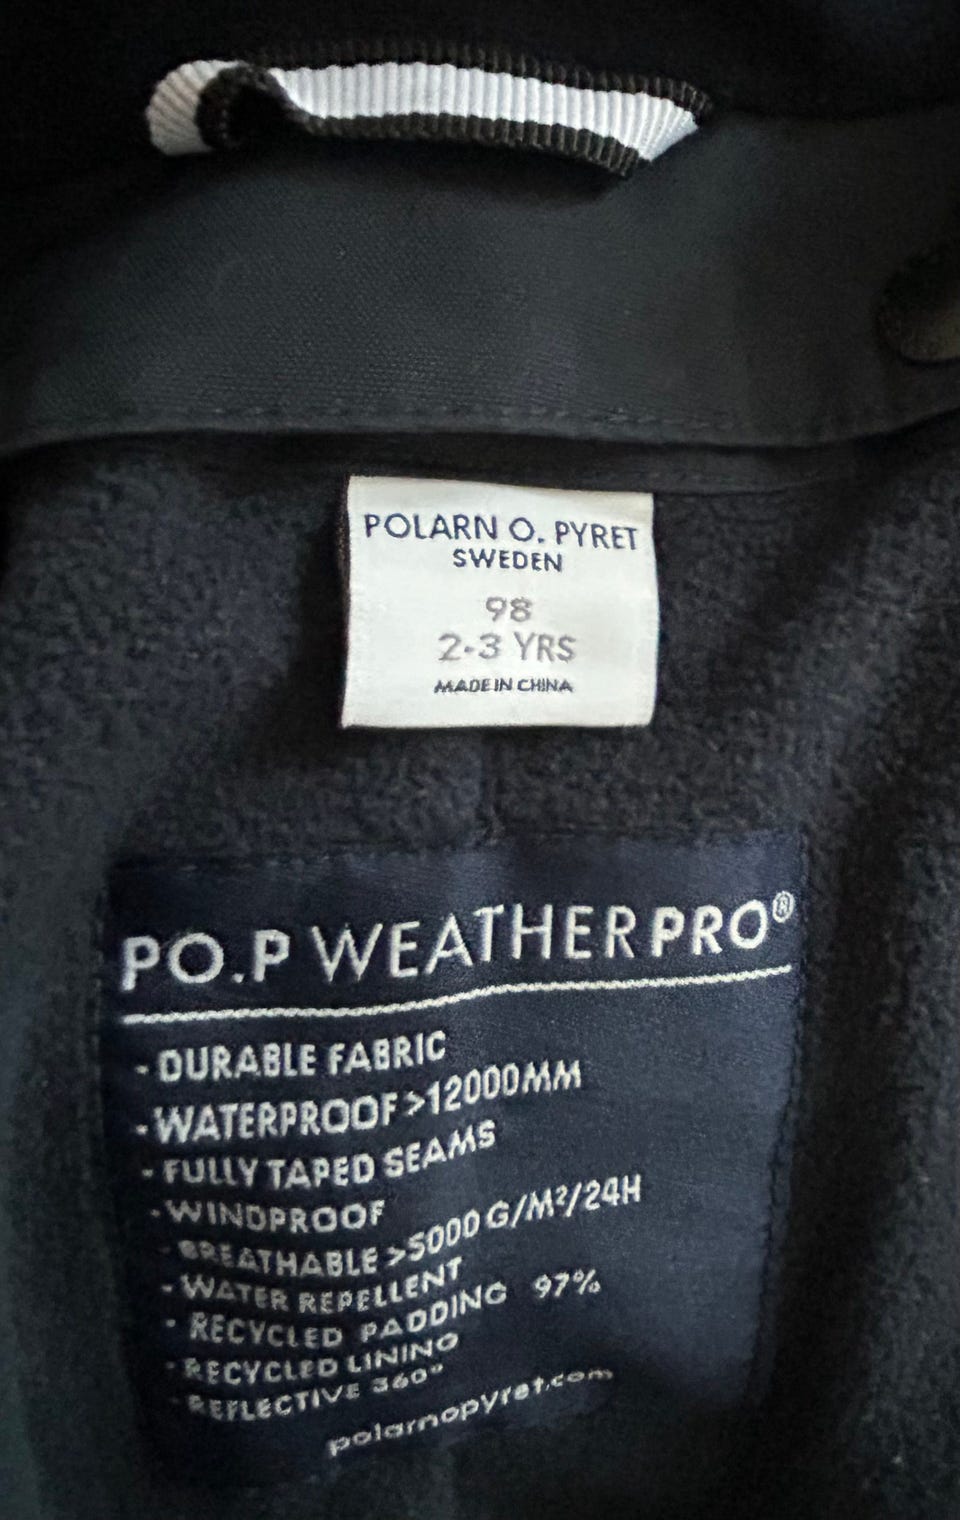 POLARN O. PYRET
SWEDEN
98
2-3 YRS
MADE IN CHINA
PO.P WEATHERPRO®
- DURABLE FABRIC
- WATERPROOF >12000MM
- FULLY TAPED SEAMS
- WINDPROOF
- BREATHABLE >5000 G/M²/24H
- WATER REPELLENT
- RECYCLED PADDING 97%
- RECYCLED LINING
- REFLECTIVE 360°
polarnopyret.com